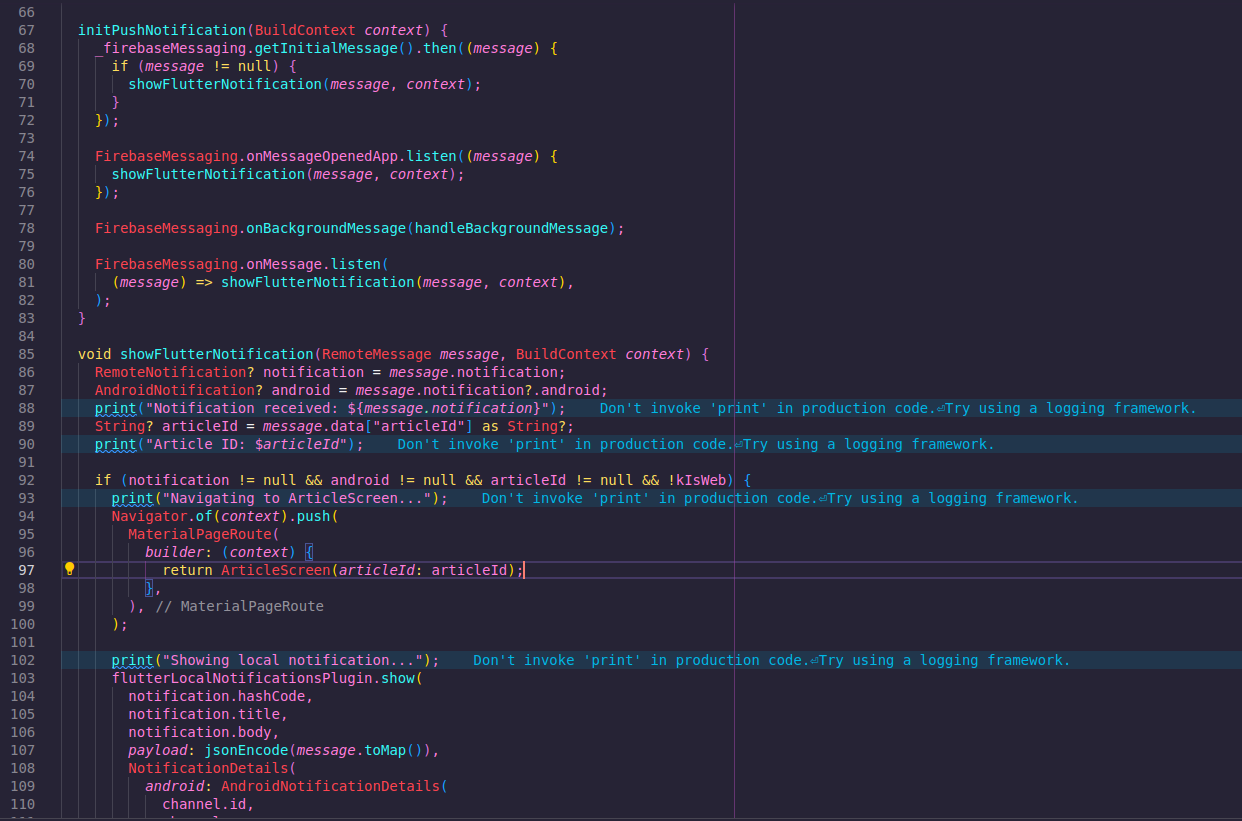 66
67 initPushNotification(BuildContext context) {
68 _firebaseMessaging.getInitialMessage().then((message) {
69 if (message != null) {
70 showFlutterNotification(message, context);
71 }
72 });
73
74 FirebaseMessaging.onMessageOpenedApp.listen((message) {
75 showFlutterNotification(message, context);
76 });
77
78 FirebaseMessaging.onBackgroundMessage(handleBackgroundMessage);
79
80 FirebaseMessaging.onMessage.listen(
81 (message) => showFlutterNotification(message, context),
82 );
83 }
84
85 void showFlutterNotification(RemoteMessage message, BuildContext context) {
86 RemoteNotification? notification = message.notification;
87 AndroidNotification? android = message.notification?.android;
88 print("Notification received: ${message.notification}"); Don't invoke 'print' in production code.⏎Try using a logging framework.
89 String? articleId = message.data["articleId"] as String?;
90 print("Article ID: $articleId"); Don't invoke 'print' in production code.⏎Try using a logging framework.
91
92 if (notification != null && android != null && articleId != null && !kIsWeb) {
93 print("Navigating to ArticleScreen..."); Don't invoke 'print' in production code.⏎Try using a logging framework.
94 Navigator.of(context).push(
95 MaterialPageRoute(
96 builder: (context) {
97 return ArticleScreen(articleId: articleId);
98 },
99 ), // MaterialPageRoute
100 );
101
102 print("Showing local notification..."); Don't invoke 'print' in production code.⏎Try using a logging framework.
103 flutterLocalNotificationsPlugin.show(
104 notification.hashCode,
105 notification.title,
106 notification.body,
107 payload: jsonEncode(message.toMap()),
108 NotificationDetails(
109 android: AndroidNotificationDetails(
110 channel.id,